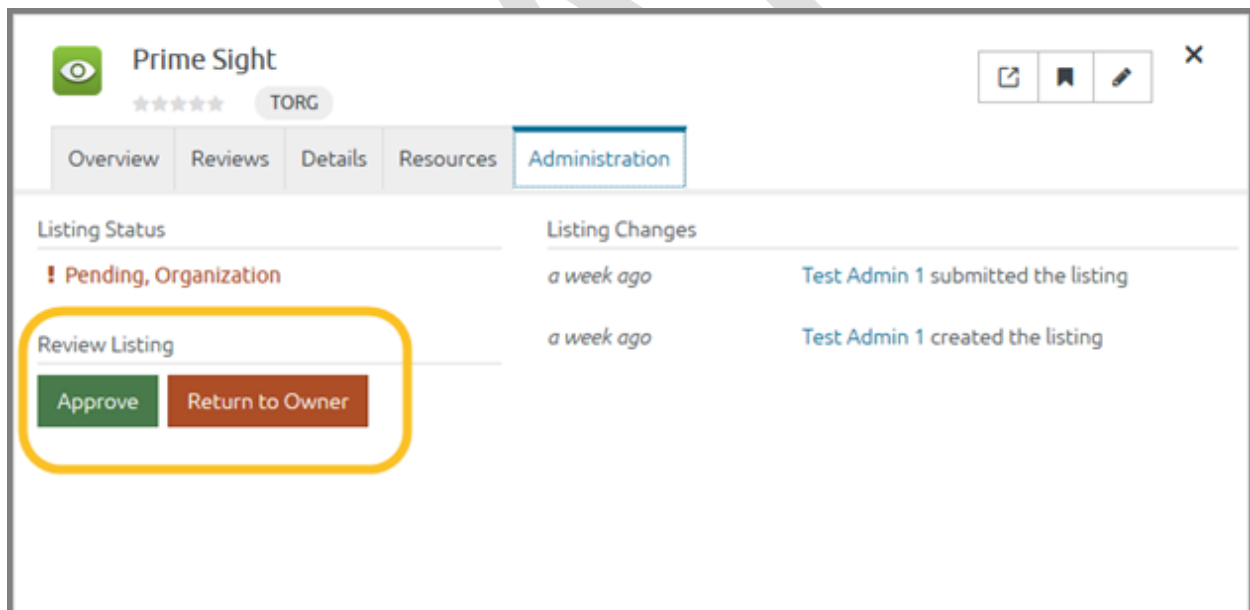 Prime Sight
TORG
Overview Reviews Details Resources Administration
Listing Status
! Pending, Organization
Review Listing
Approve Return to Owner
Listing Changes
a week ago Test Admin 1 submitted the listing
a week ago Test Admin 1 created the listing